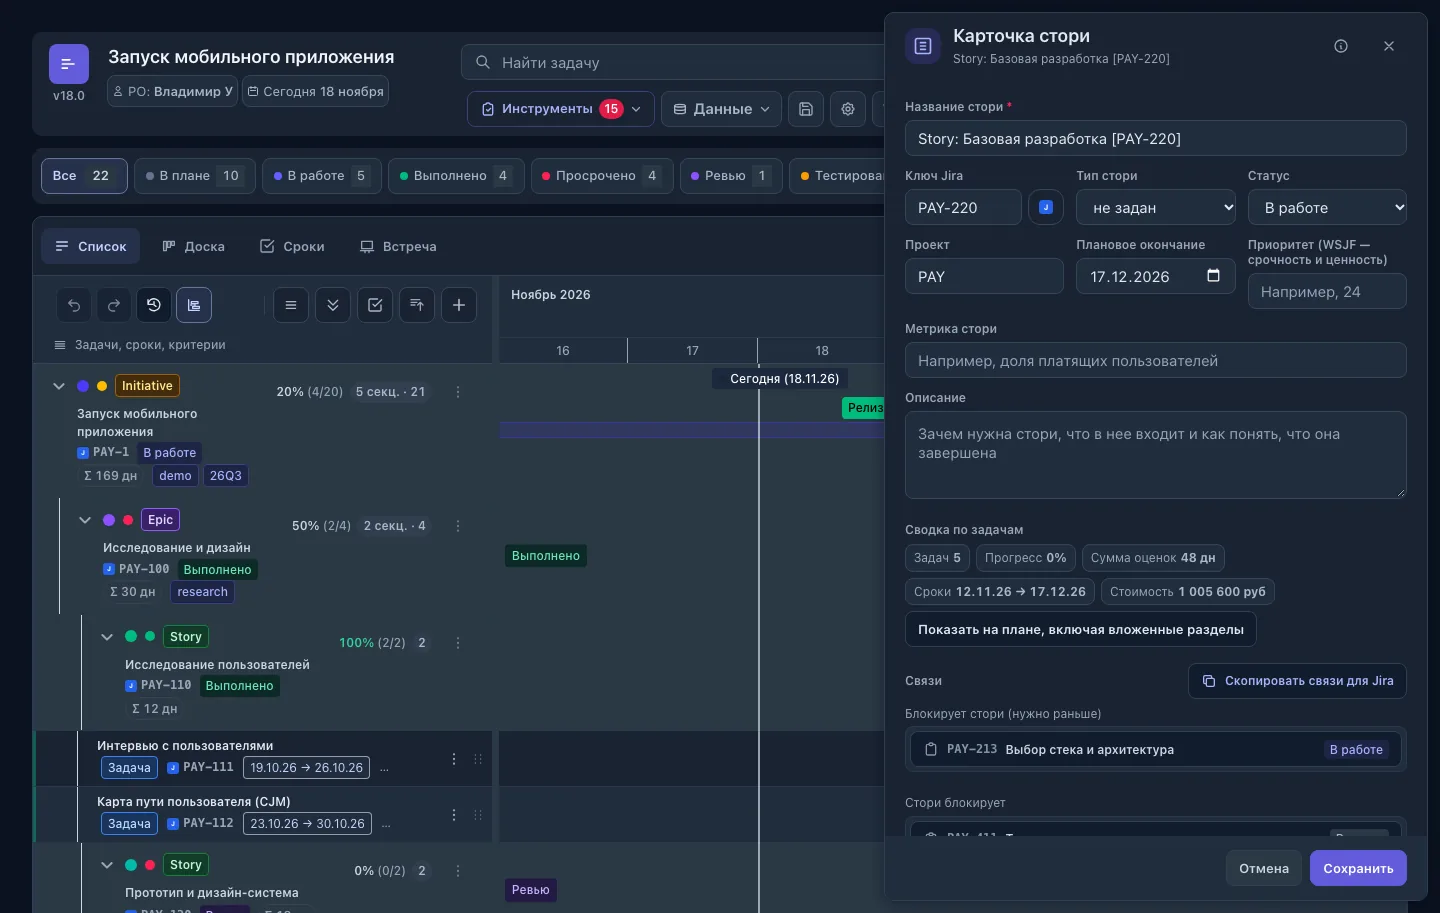 Запуск мобильного приложения
v18.0
PO: Владимир У
Сегодня 18 ноября
Найти задачу
Инструменты 15
Данные
Все 22
В плане 10
В работе 5
Выполнено 4
Просрочено 4
Ревью 1
Тестирова
Список
Доска
Сроки
Встреча
Задачи, сроки, критерии
Ноябрь 2026
16 17 18
Сегодня (18.11.26)
Initiative
20% (4/20) 5 секц. · 21
Запуск мобильного
приложения
PAY-1 В работе
Σ 169 дн demo 26Q3
Релиз
Epic
50% (2/4) 2 секц. · 4
Исследование и дизайн
PAY-100 Выполнено
Σ 30 дн research
Выполнено
Story
100% (2/2) 2
Исследование пользователей
PAY-110 Выполнено
Σ 12 дн
Интервью с пользователями
Задача PAY-111 19.10.26 → 26.10.26 ...
Карта пути пользователя (CJM)
Задача PAY-112 23.10.26 → 30.10.26 ...
Story
0% (0/2) 2
Прототип и дизайн-система
Ревью
Карточка стори
Story: Базовая разработка [PAY-220]
Название стори *
Story: Базовая разработка [PAY-220]
Ключ Jira
PAY-220
Тип стори
не задан
Статус
В работе
Проект
PAY
Плановое окончание
17.12.2026
Приоритет (WSJF —
срочность и ценность)
Например, 24
Метрика стори
Например, доля платящих пользователей
Описание
Зачем нужна стори, что в нее входит и как понять, что она
завершена
Сводка по задачам
Задач 5
Прогресс 0%
Сумма оценок 48 дн
Сроки 12.11.26 → 17.12.26
Стоимость 1 005 600 руб
Показать на плане, включая вложенные разделы
Связи
Скопировать связи для Jira
Блокирует стори (нужно раньше)
PAY-213 Выбор стека и архитектура В работе
Стори блокирует
Отмена
Сохранить